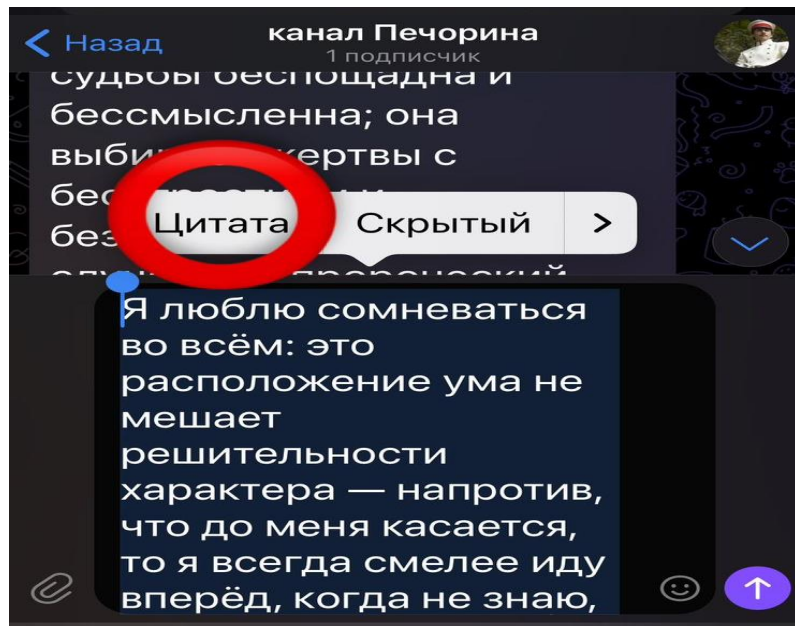 Назад
канал Печорина
1 подписчик
судьбы беспощадна и
бессмысленна; она
выби
жертвы с
Цитата
Скрытый
пророческий
Я люблю сомневаться
во всём: это
расположение ума не
мешает
решительности
характера — напротив,
что до меня касается,
то я всегда смелее иду
вперёд, когда не знаю,